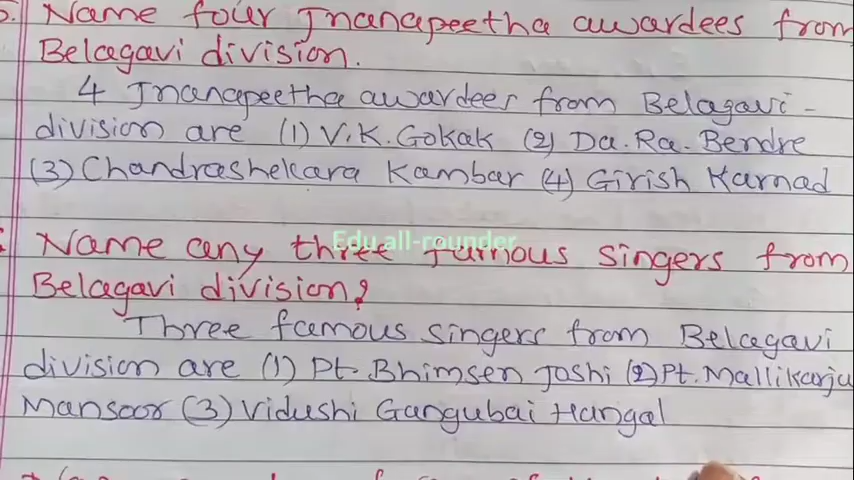 5. Name four Jnanapeetha awardees from
Belagavi division.
4 Jnanapeetha awardees from Belagavi-
division are (1) V.K. Gokak (2) Da. Ra. Bendre
(3) Chandrashekara Kambar (4) Girish Karnad
Edu all-rounder
Name any three famous singers from
Belagavi division?
Three famous singers from Belagavi
division are (1) Pt. Bhimsen Joshi (2) Pt. Mallikarju
Mansoor (3) Vidushi Gangubai Hangal